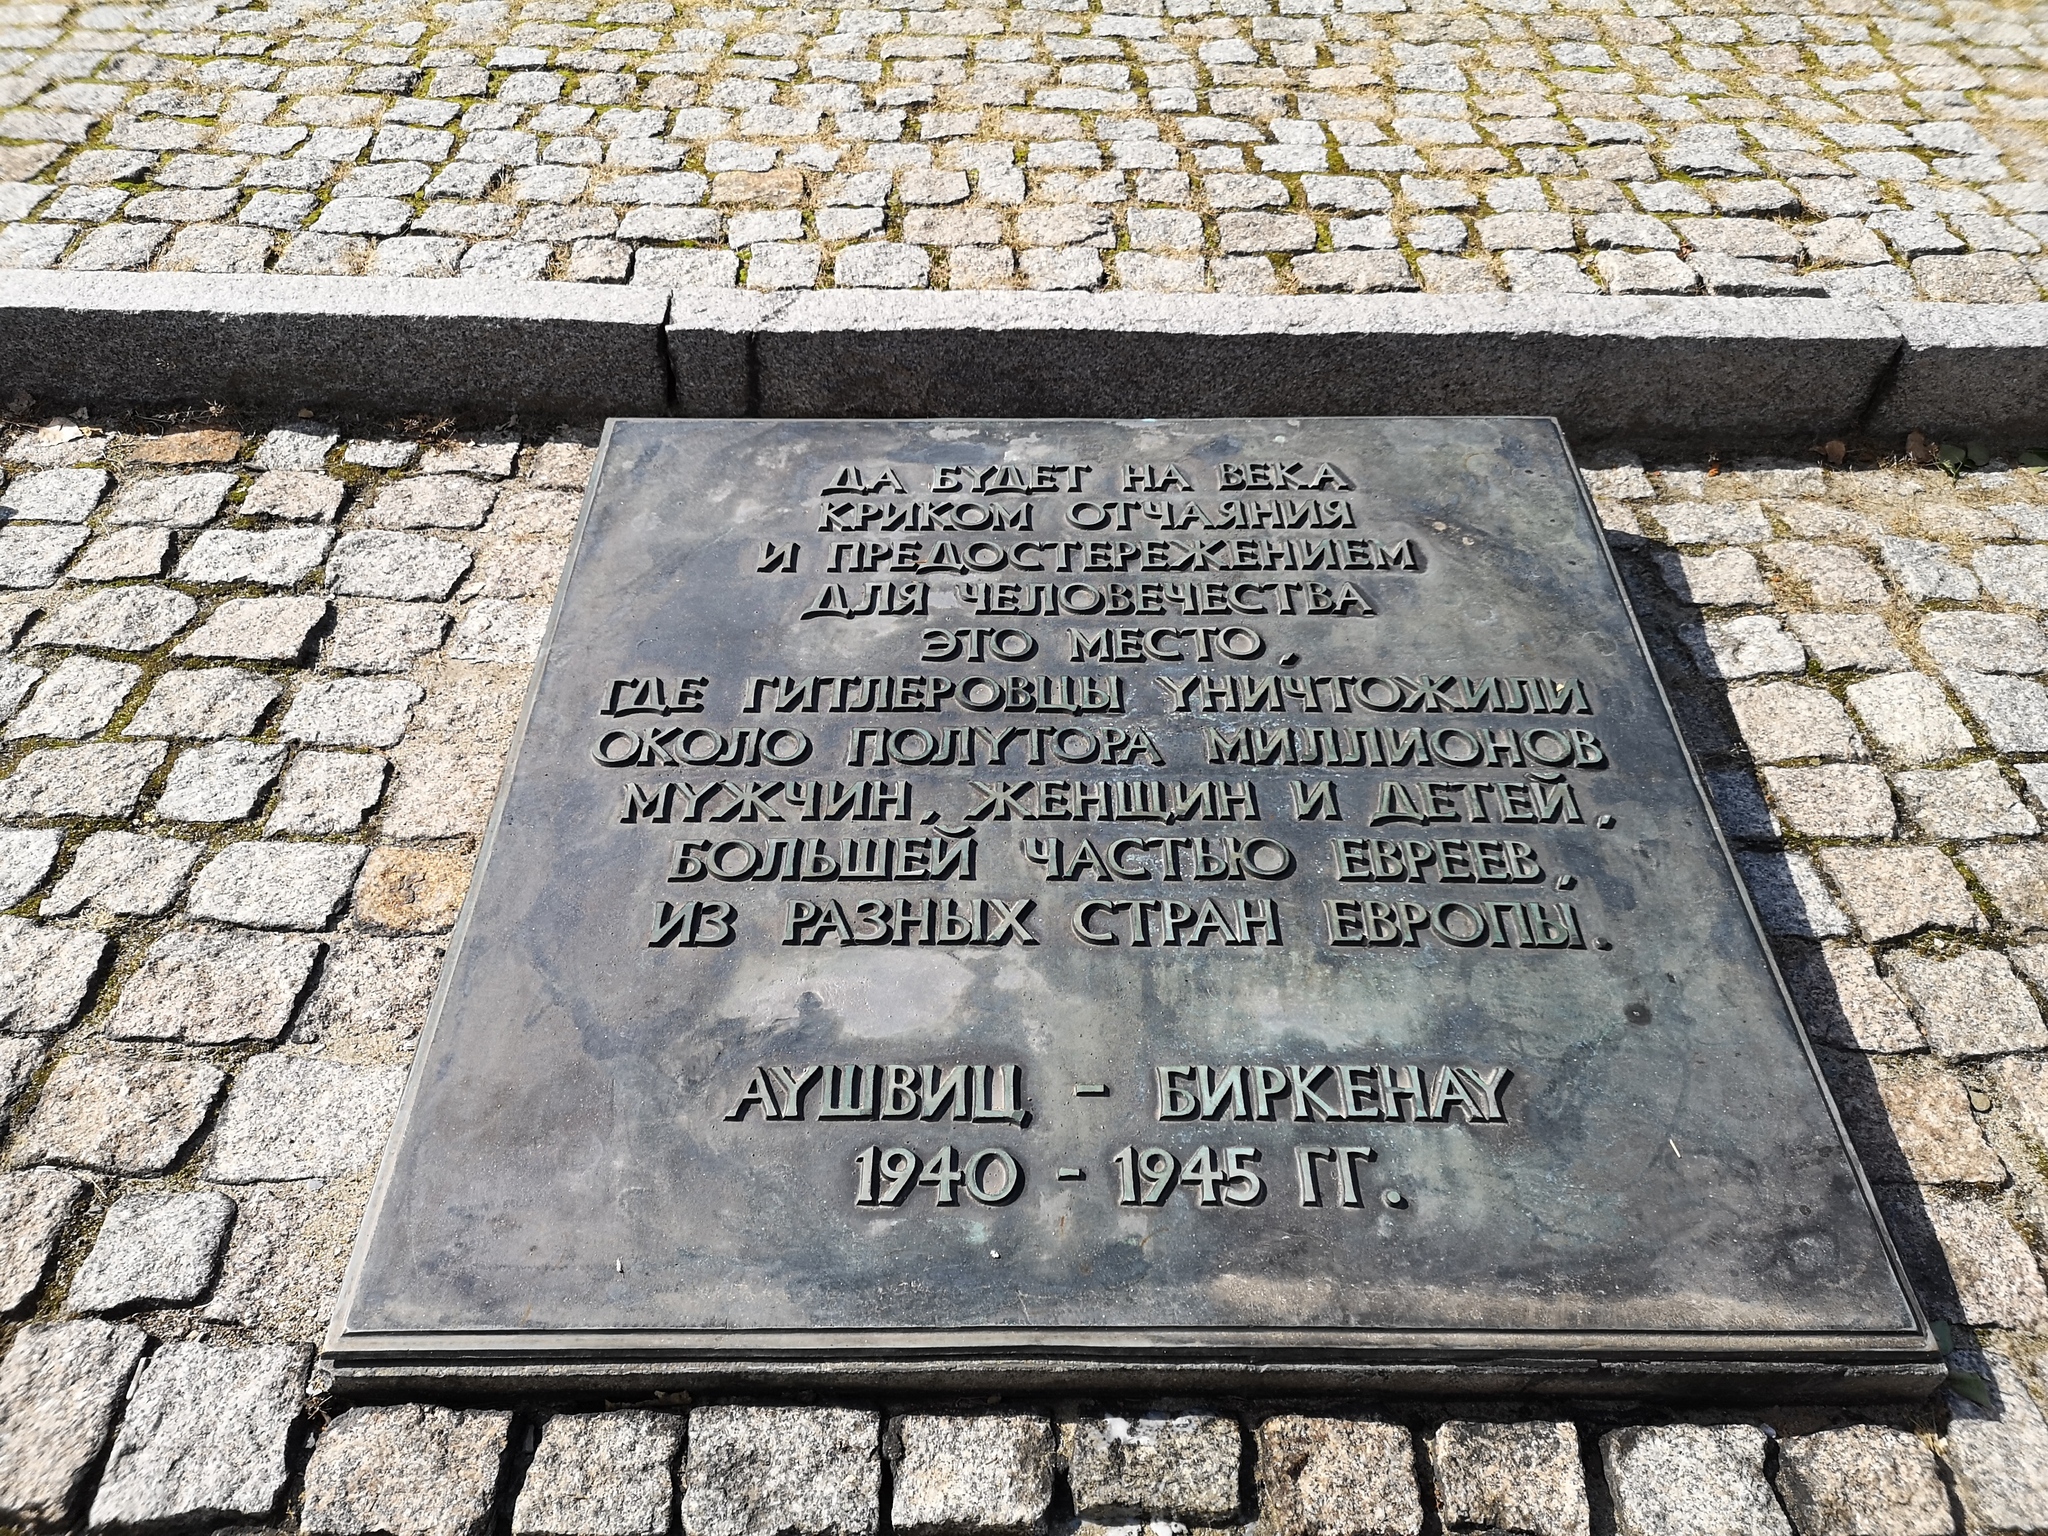 ДА БУДЕТ НА ВЕКА
КРИКОМ ОТЧАЯНИЯ
И ПРЕДОСТЕРЕЖЕНИЕМ
ДЛЯ ЧЕЛОВЕЧЕСТВА
ЭТО МЕСТО,
ГДЕ ГИТЛЕРОВЦЫ УНИЧТОЖИЛИ
ОКОЛО ПОЛУТОРА МИЛЛИОНОВ
МУЖЧИН, ЖЕНЩИН И ДЕТЕЙ,
БОЛЬШЕЙ ЧАСТЬЮ ЕВРЕЕВ,
ИЗ РАЗНЫХ СТРАН ЕВРОПЫ.
АУШВИЦ - БИРКЕНАУ
1940 - 1945 ГГ.